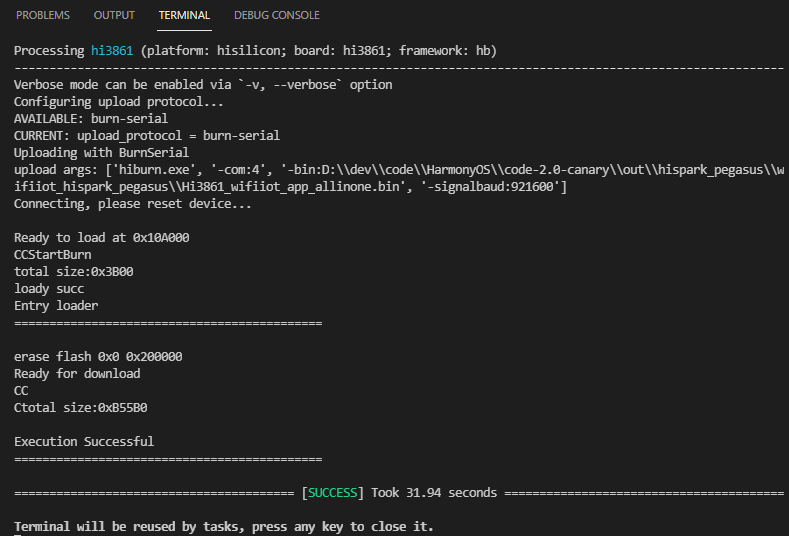 PROBLEMS OUTPUT TERMINAL DEBUG CONSOLE
Processing hi3861 (platform: hisilicon; board: hi3861; framework: hb)
--------------------------------------------------------------------------------------------------------------
Verbose mode can be enabled via `-v, --verbose` option
Configuring upload protocol...
AVAILABLE: burn-serial
CURRENT: upload_protocol = burn-serial
Uploading with BurnSerial
upload args: ['hiburn.exe', '-com:4', '-bin:D:\\dev\\code\\HarmonyOS\\code-2.0-canary\\out\\hispark_pegasus\\w
ifiiot_hispark_pegasus\\Hi3861_wifiiot_app_allinone.bin', '-signalbaud:921600']
Connecting, please reset device...
Ready to load at 0x10A000
CCStartBurn
total size:0x3B00
loady succ
Entry loader
============================================
erase flash 0x0 0x200000
Ready for download
CC
Ctotal size:0xB55B0
Execution Successful
============================================
======================================== [SUCCESS] Took 31.94 seconds ========================================
Terminal will be reused by tasks, press any key to close it.